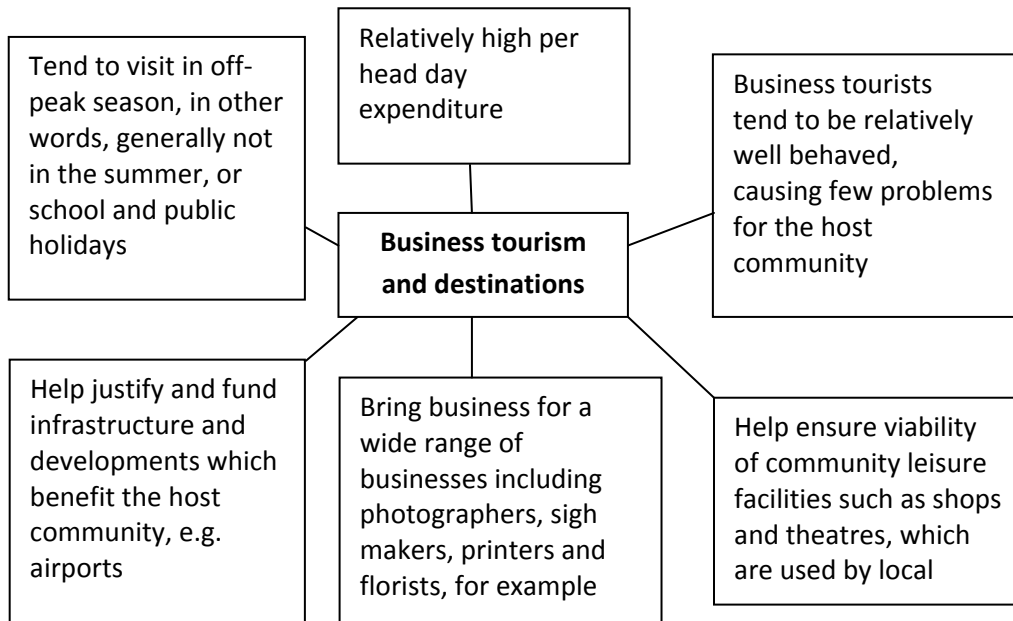 Tend to visit in off-
peak season, in other
words, generally not
in the summer, or
school and public
holidays
Relatively high per
head day
expenditure
Business tourists
tend to be relatively
well behaved,
causing few problems
for the host
community
Business tourism
and destinations
Help justify and fund
infrastructure and
developments which
benefit the host
community, e.g.
airports
Bring business for a
wide range of
businesses including
photographers, sigh
makers, printers and
florists, for example
Help ensure viability
of community leisure
facilities such as shops
and theatres, which
are used by local